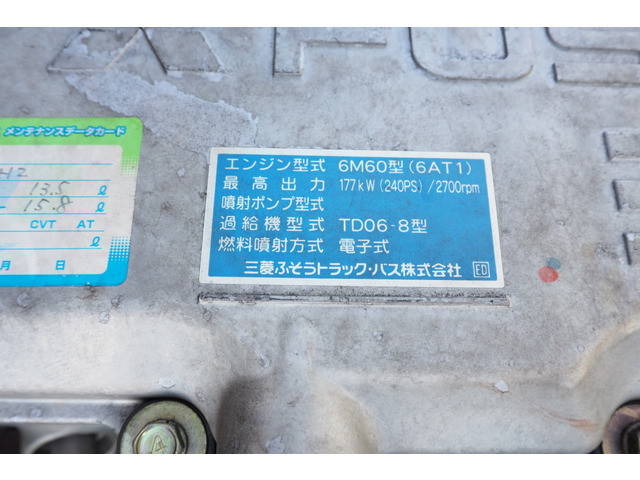 FUS
メンテナンスデータカード
13.5 ℓ
15.8 ℓ
CVT AT
ℓ
月 日
エンジン型式 6M60型(6AT1)
最高出力 177kW(240PS)/2700rpm
噴射ポンプ型式
過給機型式 TD06-8型
燃料噴射方式 電子式
三菱ふそうトラック・バス株式会社 ED